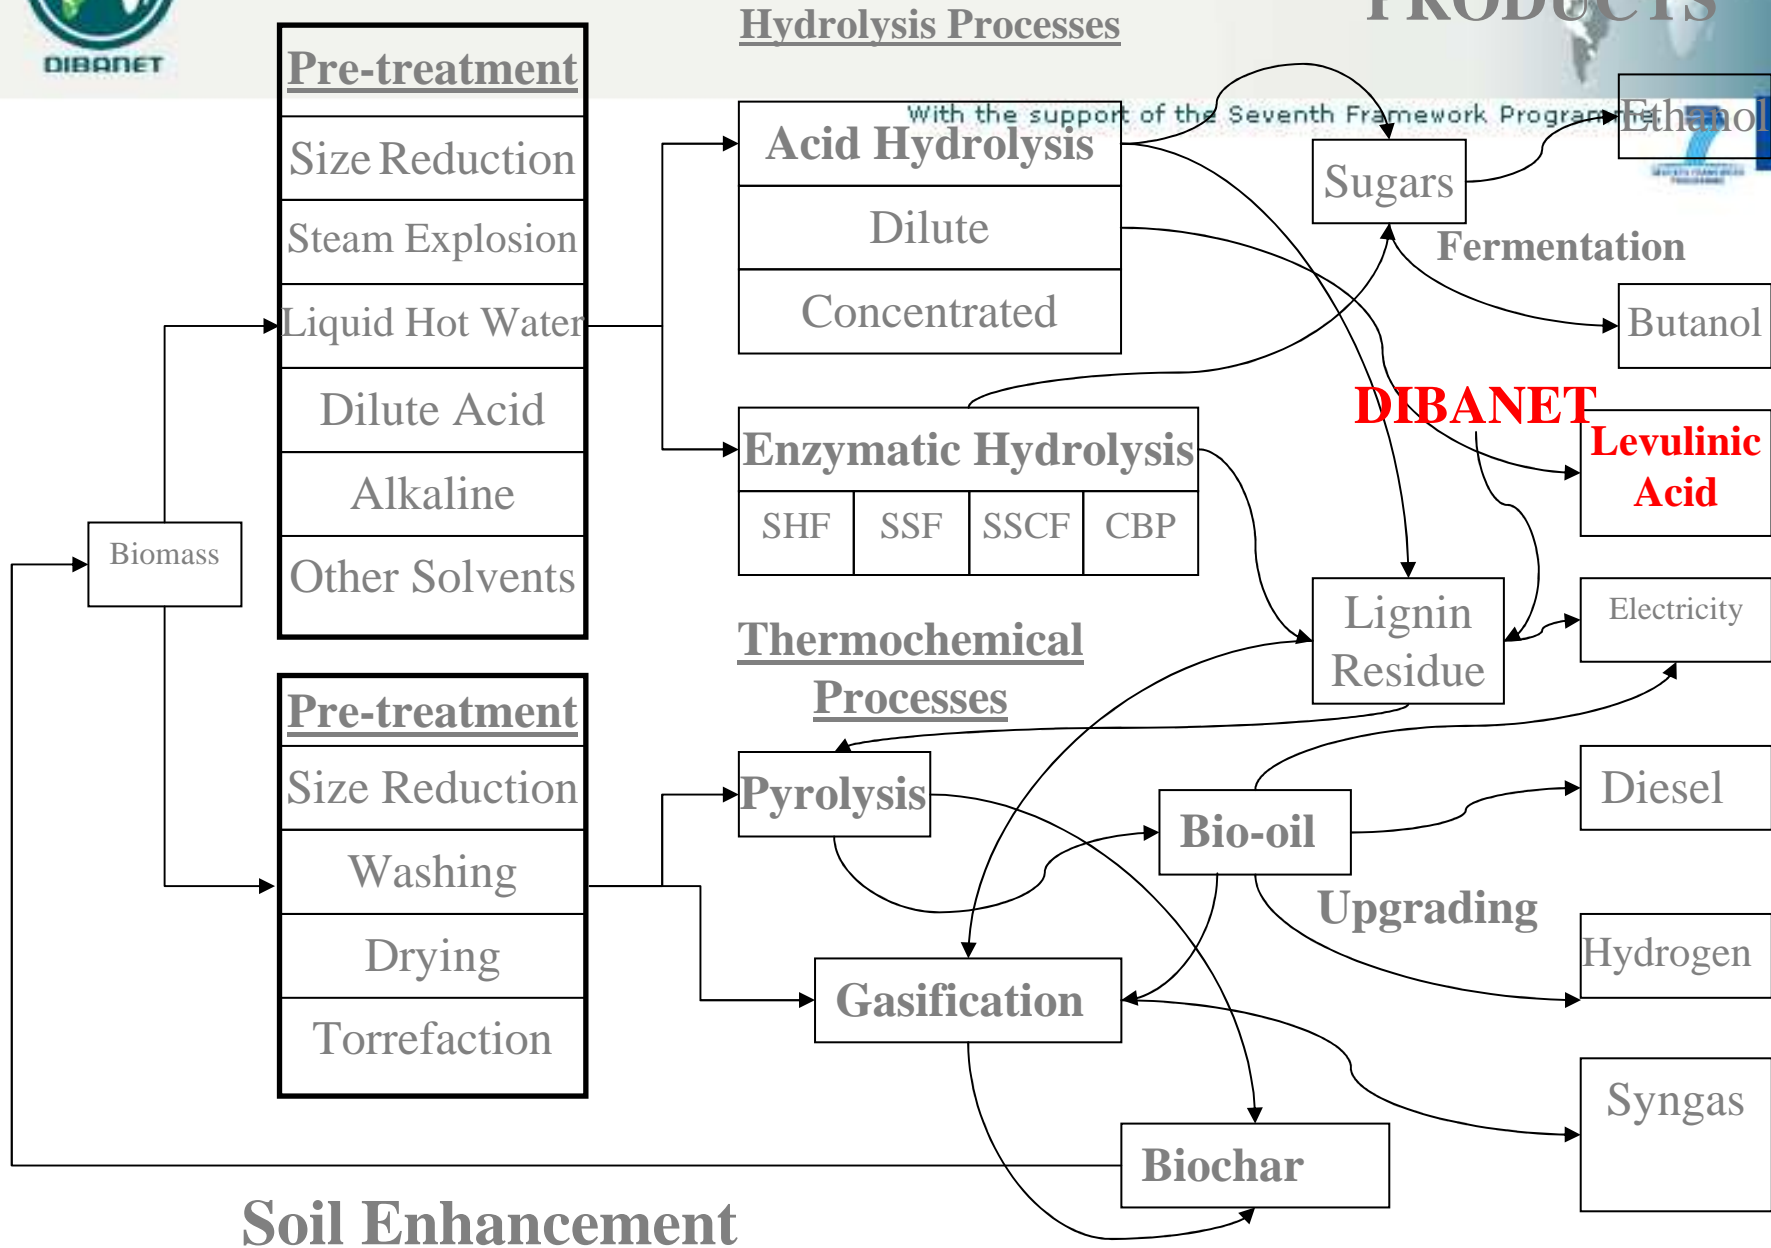 DIBANET
Hydrolysis Processes
PRODUCTS
With the support of the Seventh Framework Programme
Pre-treatment
Size Reduction
Steam Explosion
Liquid Hot Water
Dilute Acid
Alkaline
Other Solvents
Biomass
Pre-treatment
Size Reduction
Washing
Drying
Torrefaction
Acid Hydrolysis
Dilute
Concentrated
Enzymatic Hydrolysis
SHF
SSF
SSCF
CBP
Thermochemical
Processes
Pyrolysis
Gasification
Bio-oil
Biochar
Sugars
Fermentation
DIBANET
Lignin
Residue
Upgrading
Ethanol
Butanol
Levulinic
Acid
Electricity
Diesel
Hydrogen
Syngas
Soil Enhancement